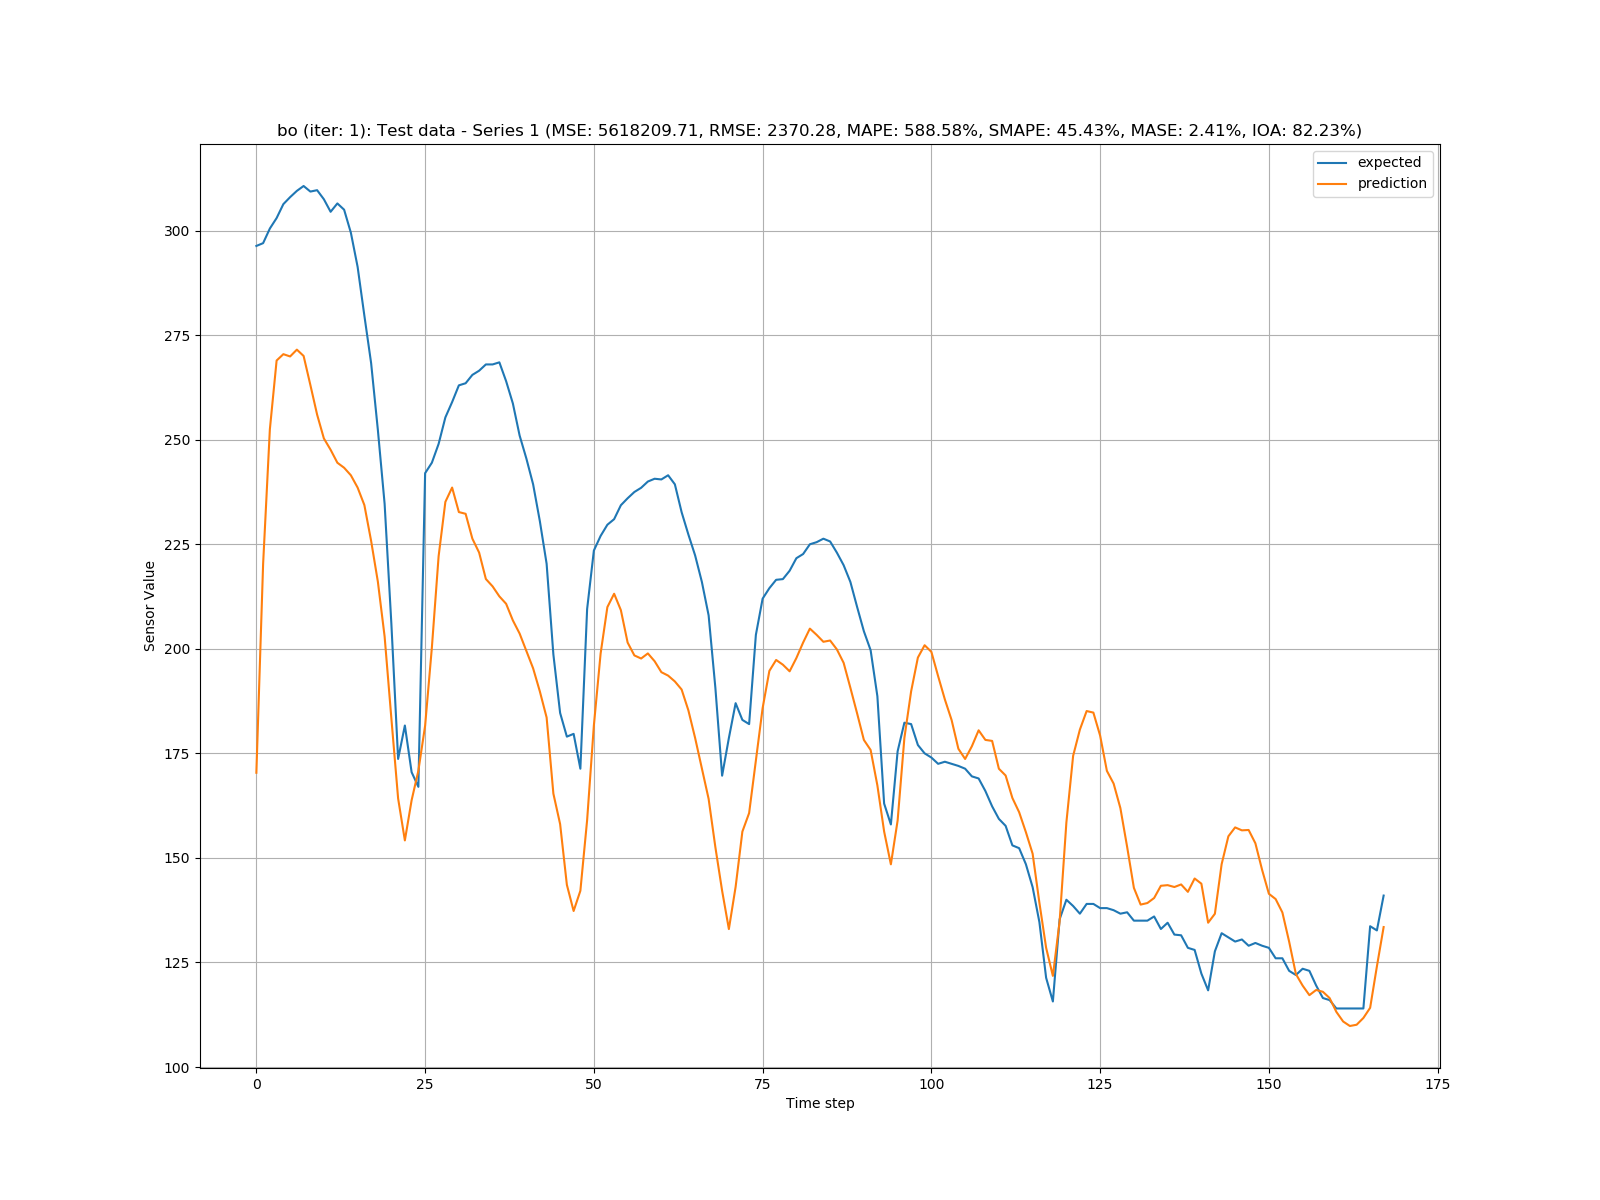 bo (iter: 1): Test data - Series 1 (MSE: 5618209.71, RMSE: 2370.28, MAPE: 588.58%, SMAPE: 45.43%, MASE: 2.41%, IOA: 82.23%)
expected
prediction
300
275
250
225
200
175
150
125
100
Sensor Value
0 25 50 75 100 125 150 175
Time step